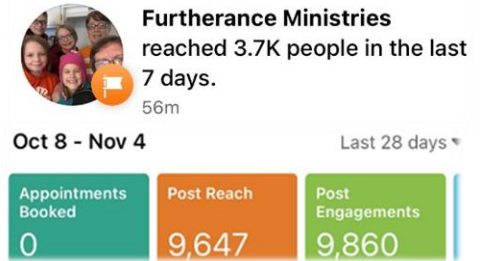 Furtherance Ministries
reached 3.7K people in the last
7 days.
56m
Oct 8 - Nov 4
Last 28 days
Appointments
Booked
0
Post Reach
9,647
Post
Engagements
9,860